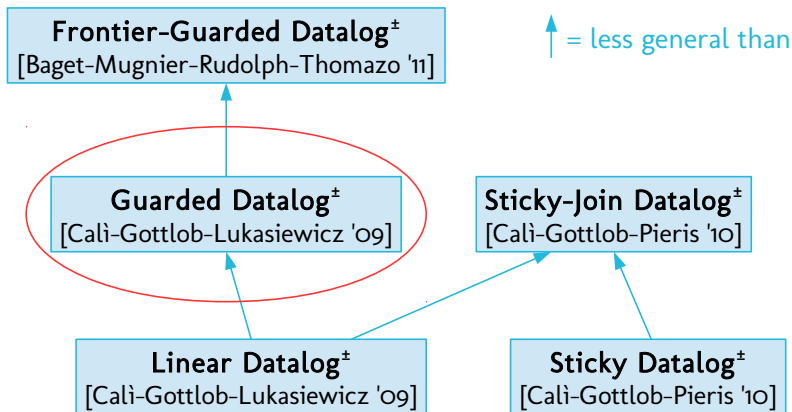 Frontier-Guarded Datalog±
[Baget-Mugnier-Rudolph-Thomazo '11]
= less general than
Guarded Datalog±
[Calì-Gottlob-Lukasiewicz '09]
Sticky-Join Datalog±
[Calì-Gottlob-Pieris '10]
Linear Datalog±
[Calì-Gottlob-Lukasiewicz '09]
Sticky Datalog±
[Calì-Gottlob-Pieris '10]